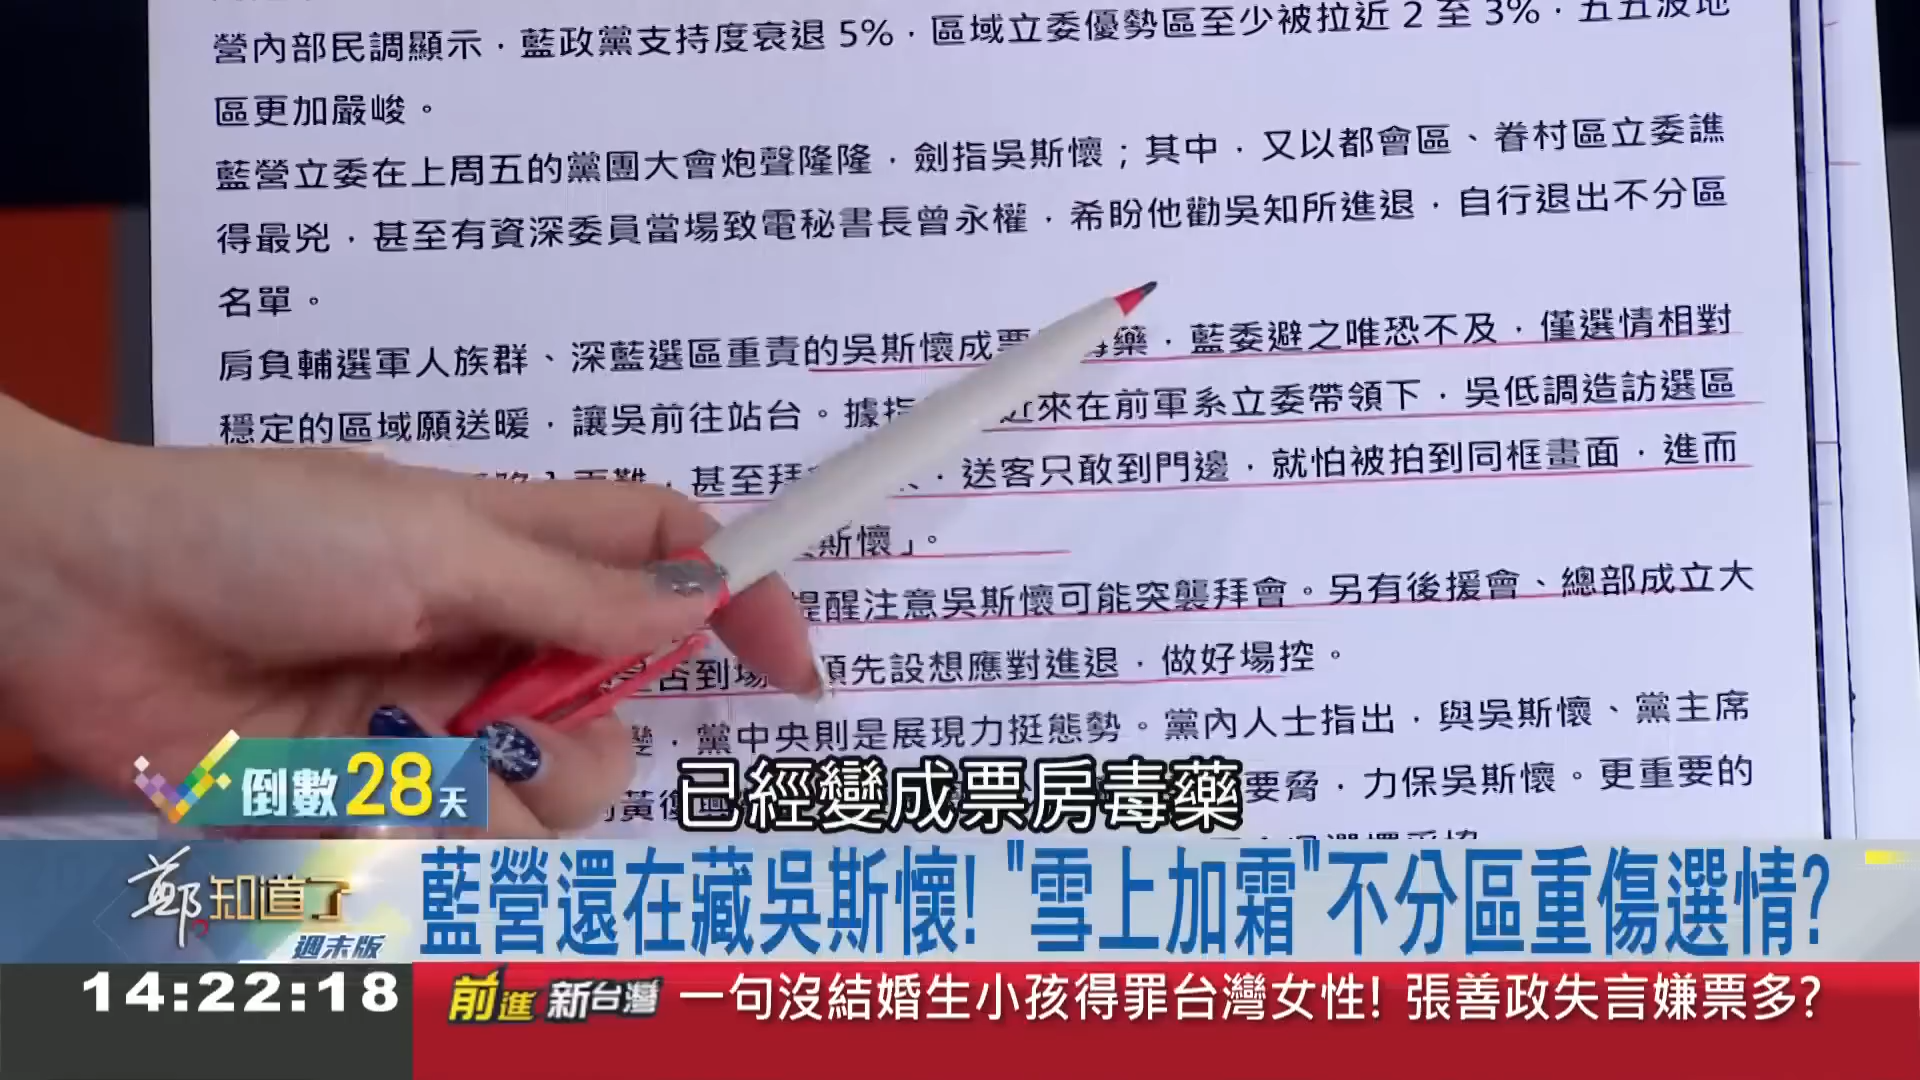 營內部民調顯示，藍政黨支持度衰退 5%，區域立委優勢區至少被拉近 2 至 3%，五五波地
區更加嚴峻。
藍營立委在上周五的黨團大會炮聲隆隆，劍指吳斯懷；其中，又以都會區、眷村區立委譙
得最兇，甚至有資深委員當場致電秘書長曾永權，希盼他勸吳知所進退，自行退出不分區
名單。
肩負輔選軍人族群、深藍選區重責的吳斯懷成票 毒藥，藍委避之唯恐不及，僅選情相對
穩定的區域願送暖，讓吳前往站台。據指 近來在前軍系立委帶領下，吳低調造訪選區
甚至拜 ，送客只敢到門邊，就怕被拍到同框畫面，進而
斯懷」。
提醒注意吳斯懷可能突襲拜會。另有後援會、總部成立大
是否到場 預先設想應對進退，做好場控。
，黨中央則是展現力挺態勢。黨內人士指出，與吳斯懷、黨主席
要脅，力保吳斯懷。更重要的
倒數28天
已經變成票房毒藥
鄭知道了
週末版
藍營還在藏吳斯懷! "雪上加霜"不分區重傷選情?
14:22:18
前進新台灣 一句沒結婚生小孩得罪台灣女性! 張善政失言嫌票多?